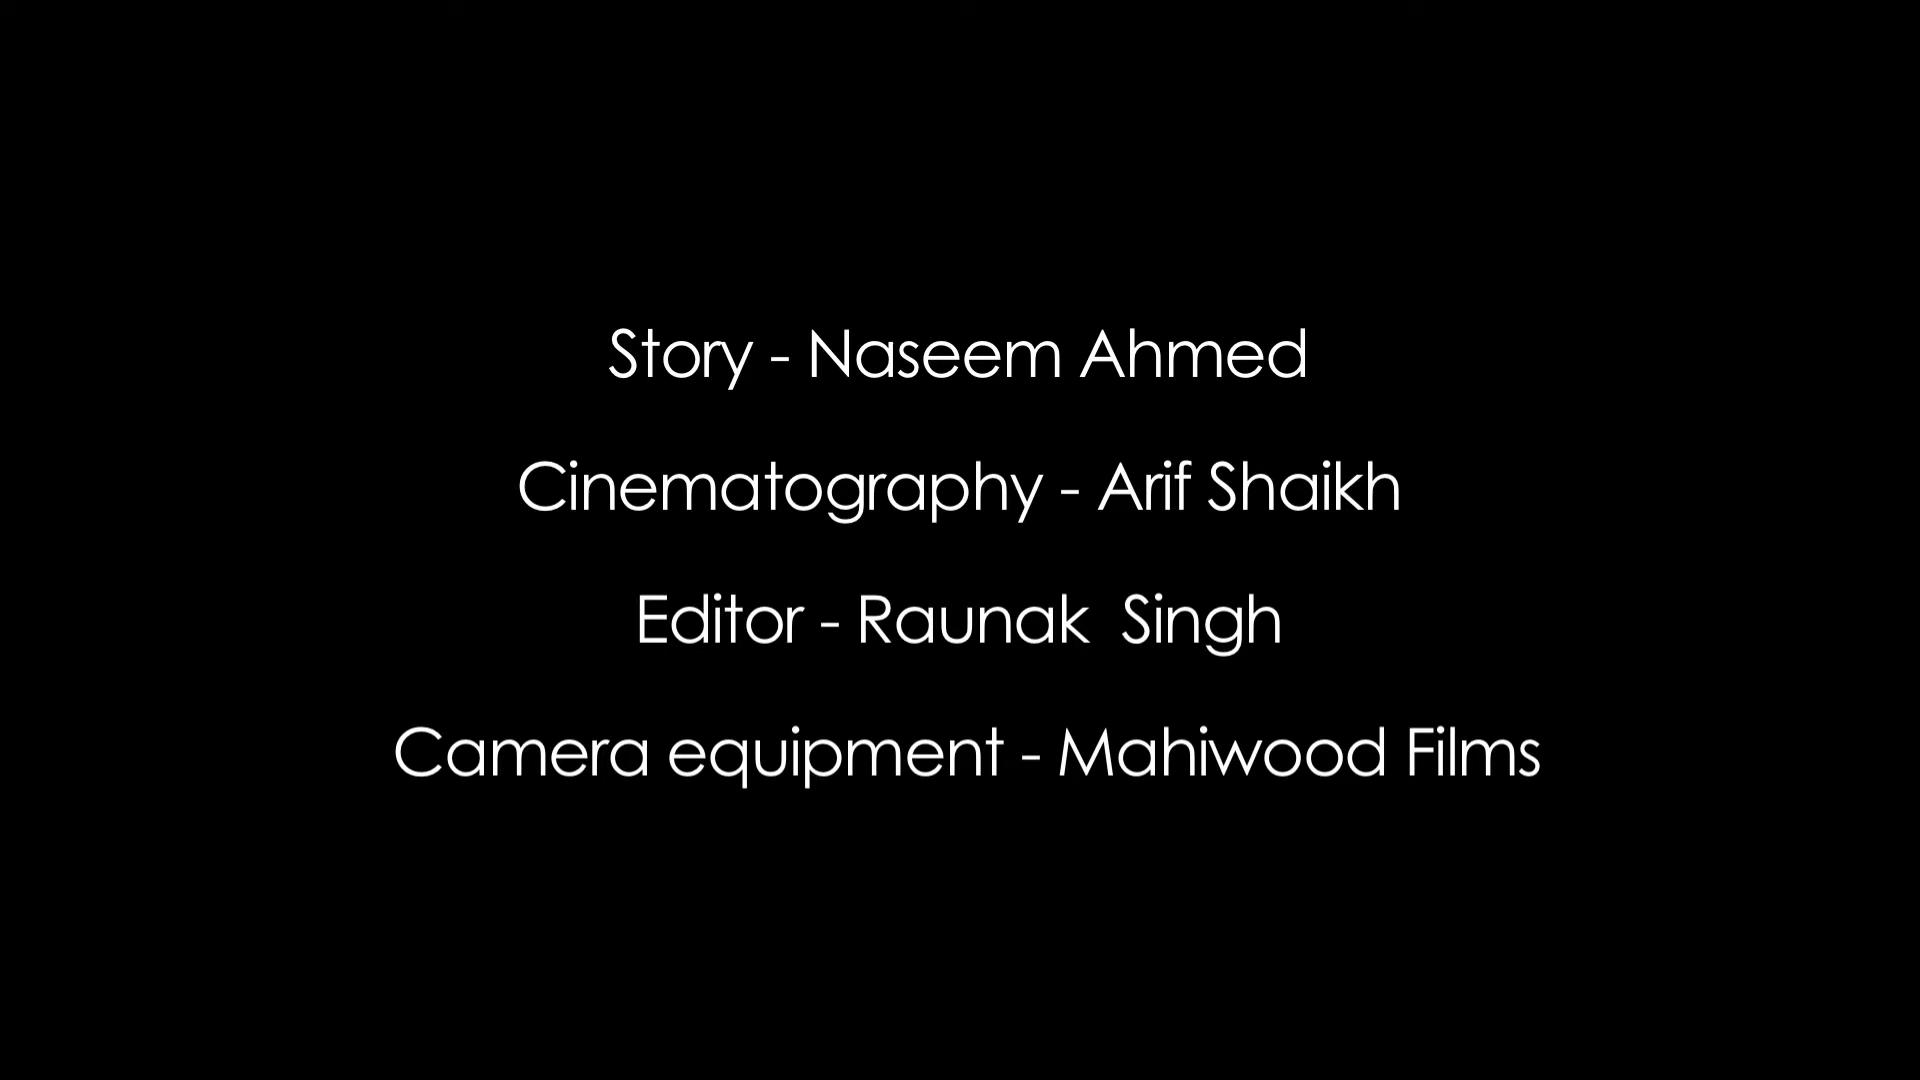 Story - Naseem Ahmed
Cinematography - Arif Shaikh
Editor - Raunak  Singh
Camera equipment - Mahiwood Films